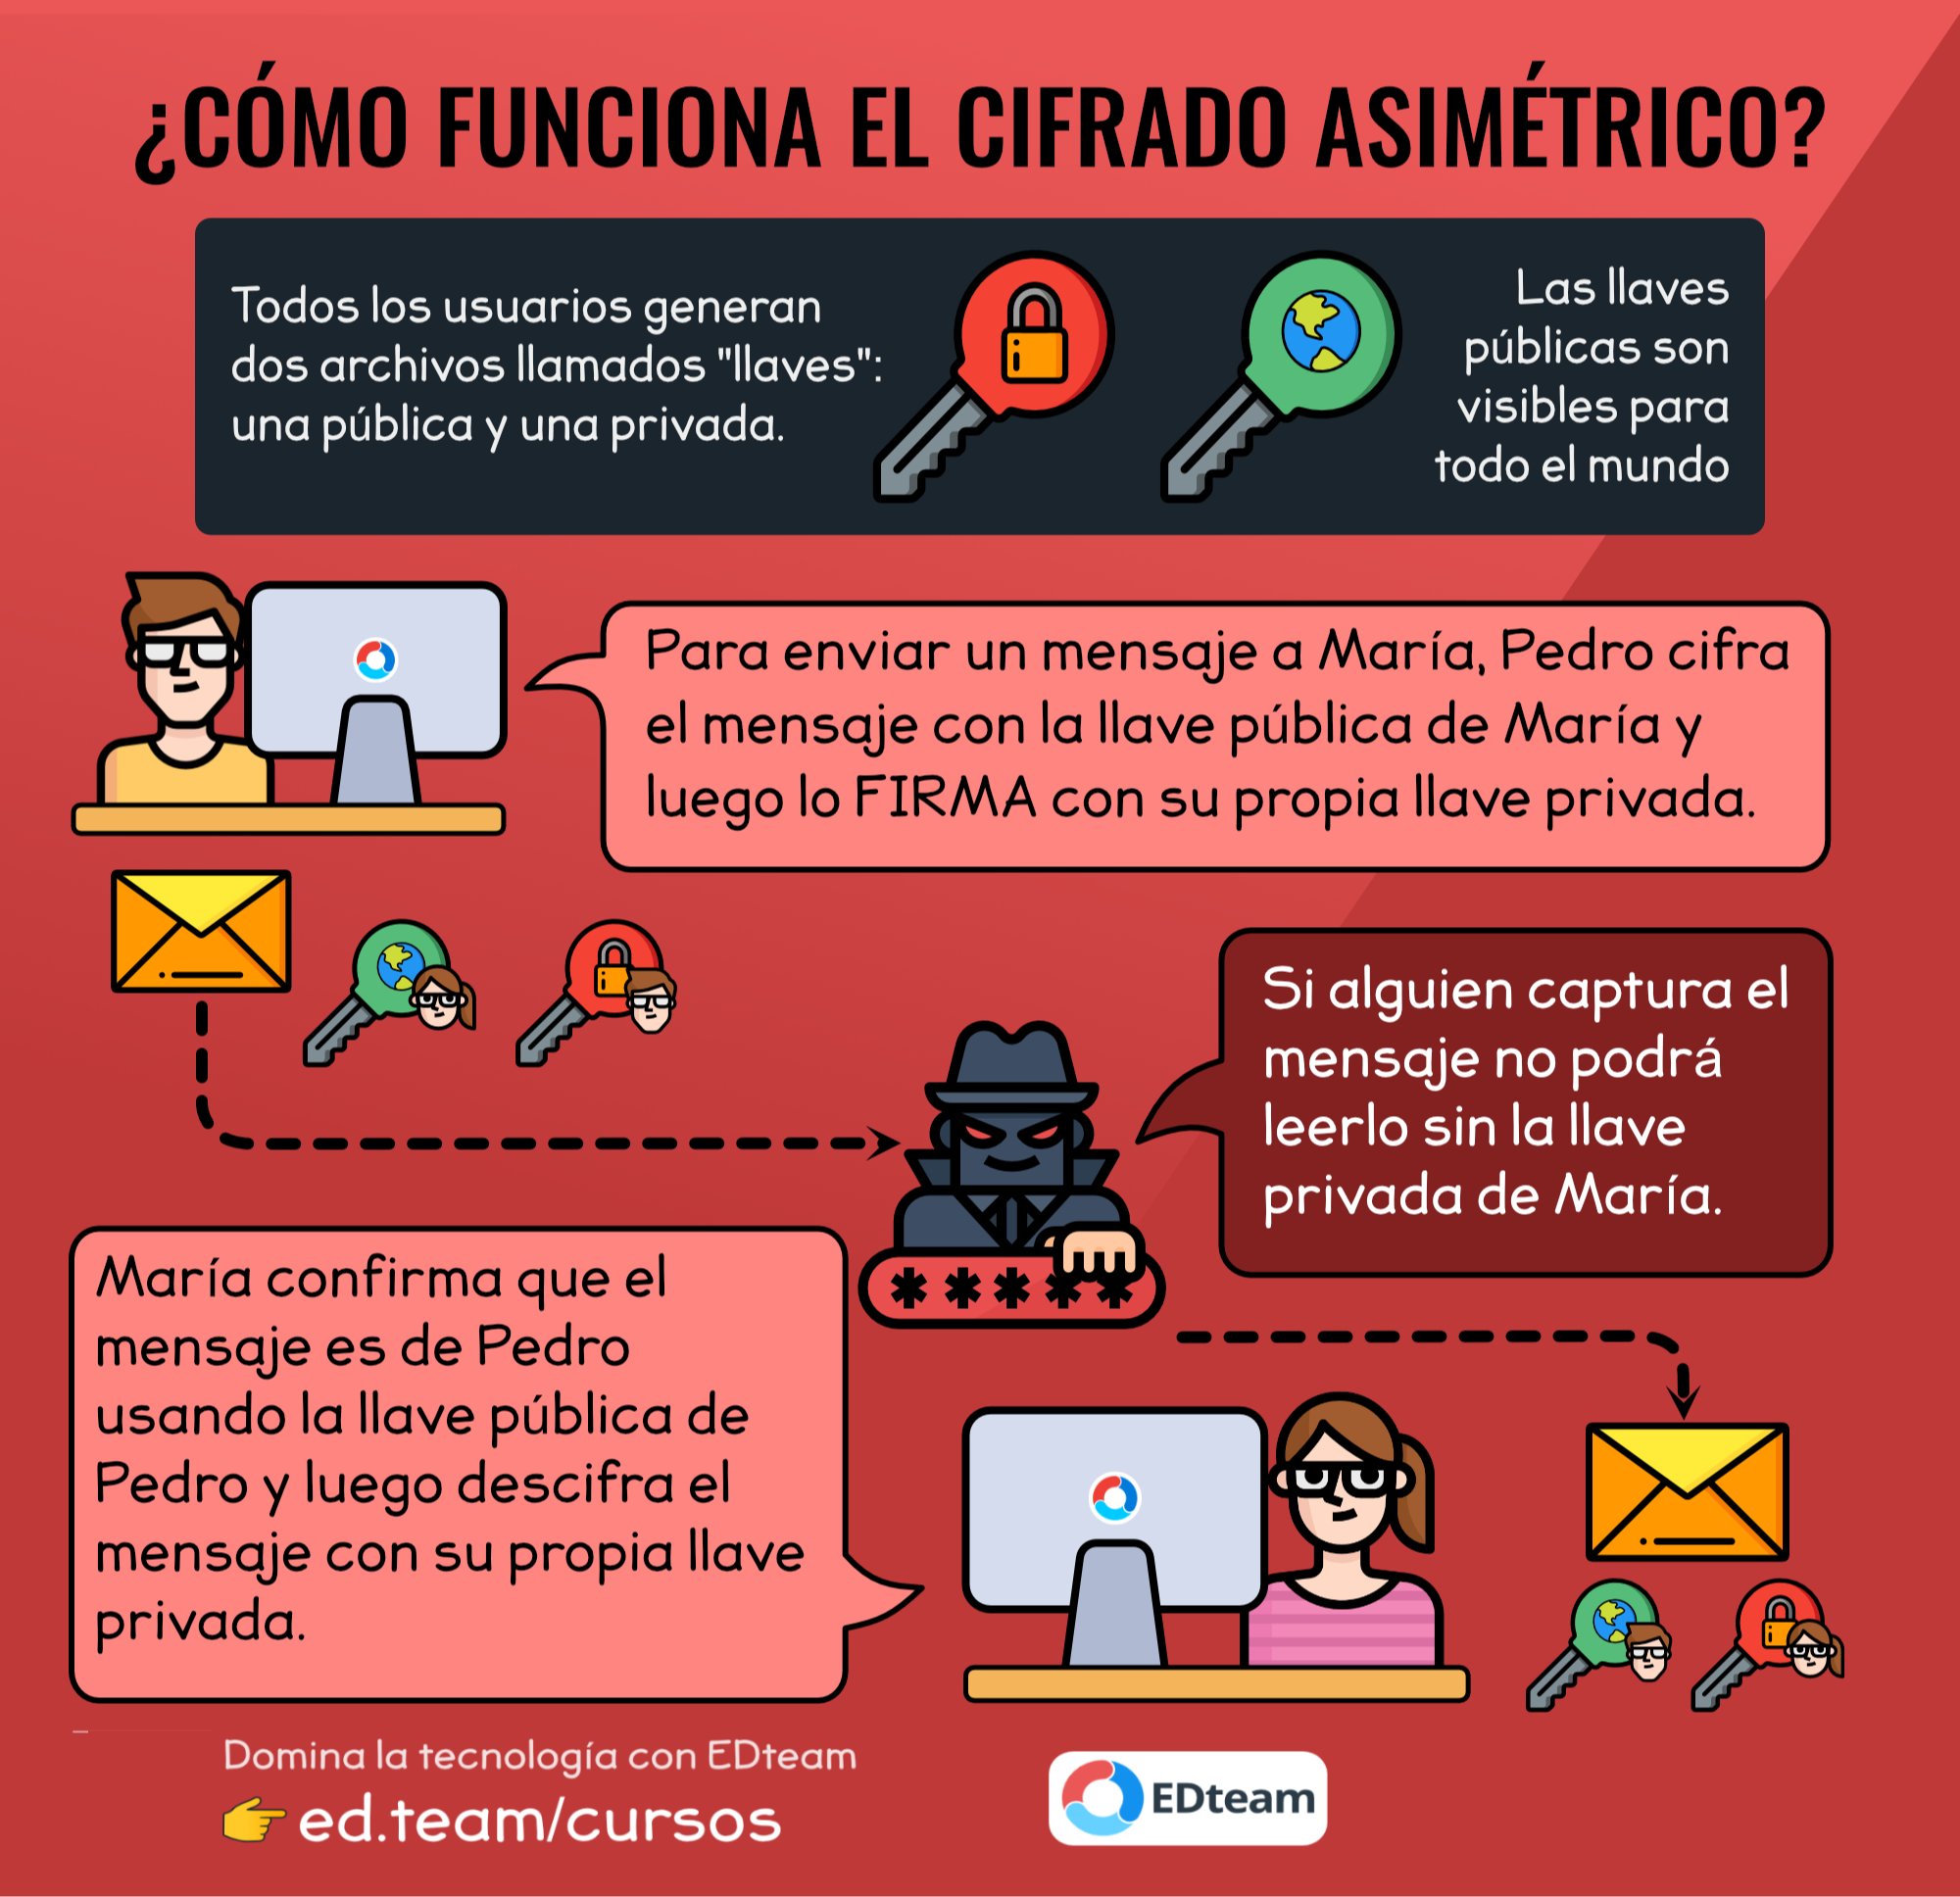 ¿CÓMO FUNCIONA EL CIFRADO ASIMÉTRICO?
Todos los usuarios generan
dos archivos llamados "llaves":
una pública y una privada.
Las llaves
públicas son
visibles para
todo el mundo
Para enviar un mensaje a María, Pedro cifra
el mensaje con la llave pública de María y
luego lo FIRMA con su propia llave privada.
Si alguien captura el
mensaje no podrá
leerlo sin la llave
privada de María.
*****
María confirma que el
mensaje es de Pedro
usando la llave pública de
Pedro y luego descifra el
mensaje con su propia llave
privada.
Domina la tecnología con EDteam
👉 ed.team/cursos
EDteam